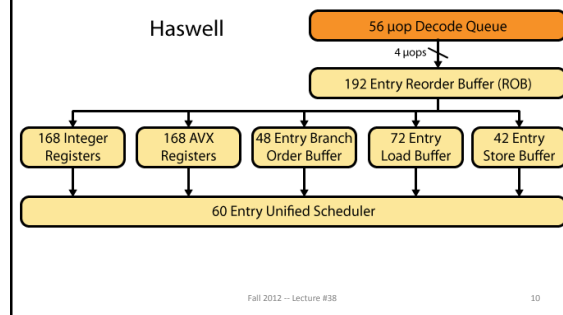 Haswell
56 μop Decode Queue
4 μops
192 Entry Reorder Buffer (ROB)
168 Integer
Registers
168 AVX
Registers
48 Entry Branch
Order Buffer
72 Entry
Load Buffer
42 Entry
Store Buffer
60 Entry Unified Scheduler
Fall 2012 -- Lecture #38
10